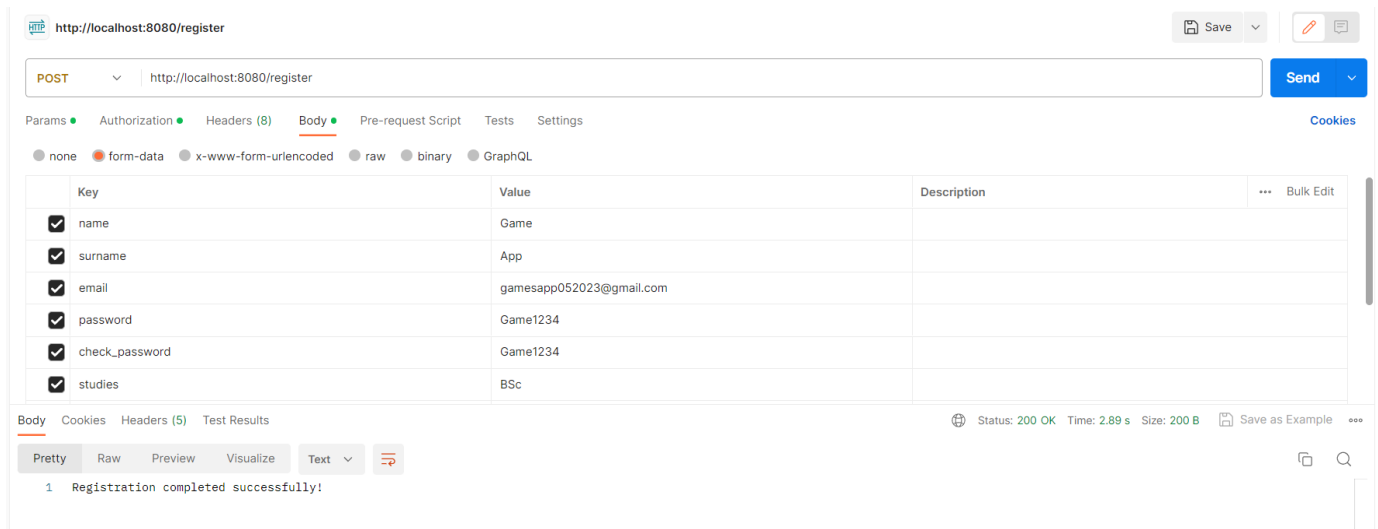 HTTP http://localhost:8080/register Save
POST http://localhost:8080/register Send
Params Authorization Headers (8) Body Pre-request Script Tests Settings Cookies
none form-data x-www-form-urlencoded raw binary GraphQL
Key Value Description Bulk Edit
name Game
surname App
email gamesapp052023@gmail.com
password Game1234
check_password Game1234
studies BSc
Body Cookies Headers (5) Test Results Status: 200 OK Time: 2.89 s Size: 200 B Save as Example
Pretty Raw Preview Visualize Text
1 Registration completed successfully!